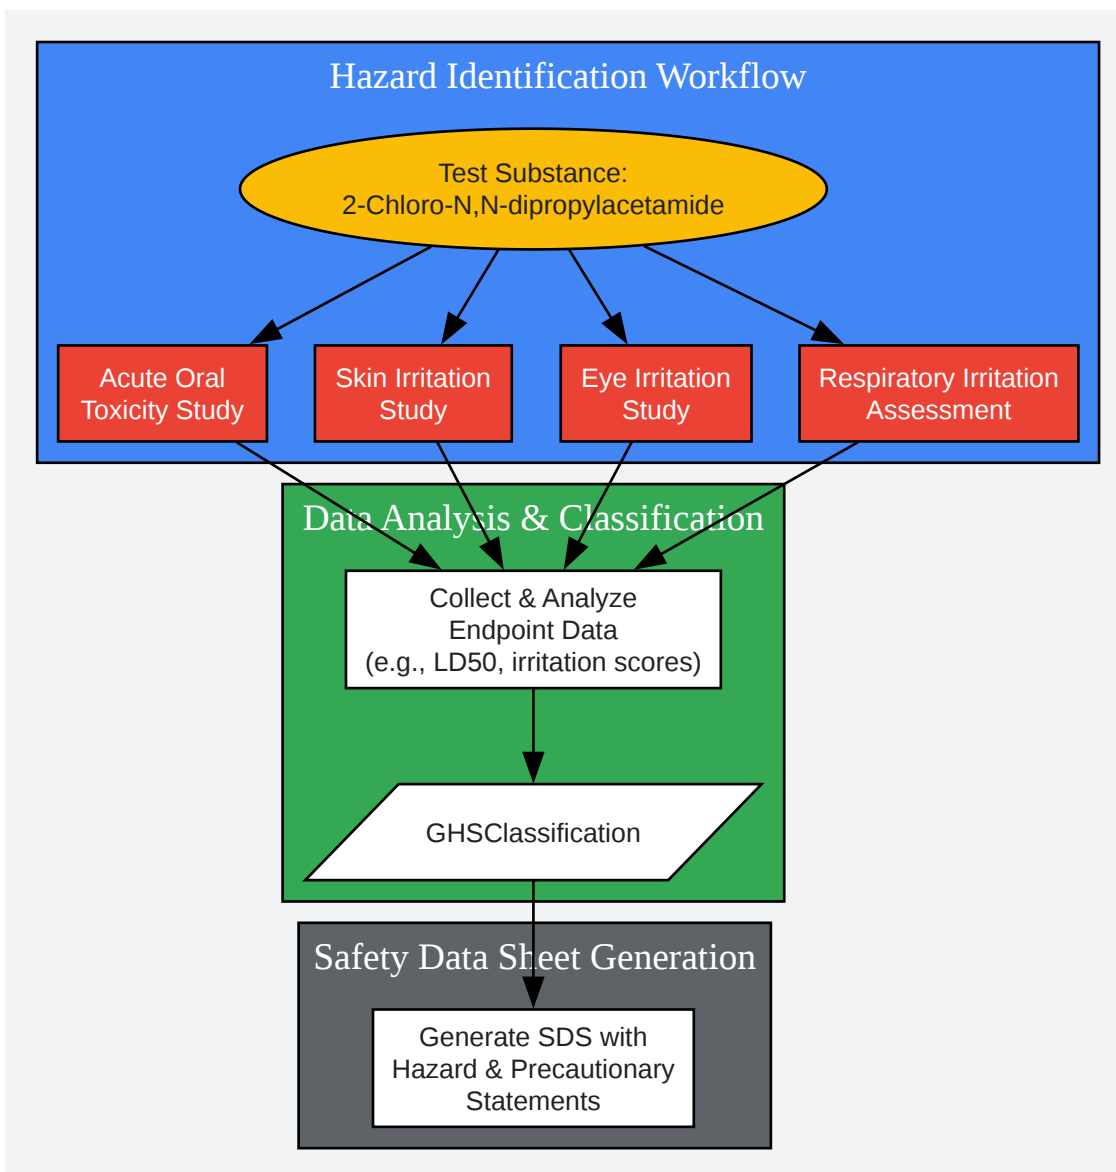 Hazard Identification Workflow
Test Substance:
2-Chloro-N,N-dipropylacetamide
Acute Oral
Toxicity Study
Skin Irritation
Study
Eye Irritation
Study
Respiratory Irritation
Assessment
Data Analysis & Classification
Collect & Analyze
Endpoint Data
(e.g., LD50, irritation scores)
GHSClassification
Safety Data Sheet Generation
Generate SDS with
Hazard & Precautionary
Statements